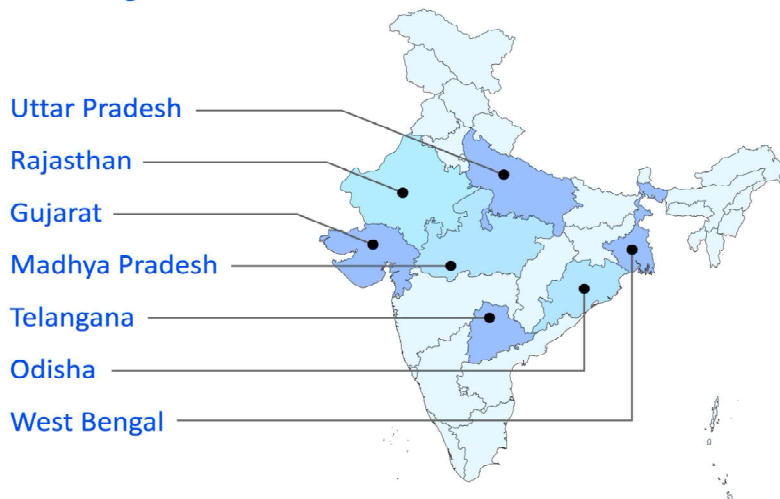 Uttar Pradesh
Rajasthan
Gujarat
Madhya Pradesh
Telangana
Odisha
West Bengal